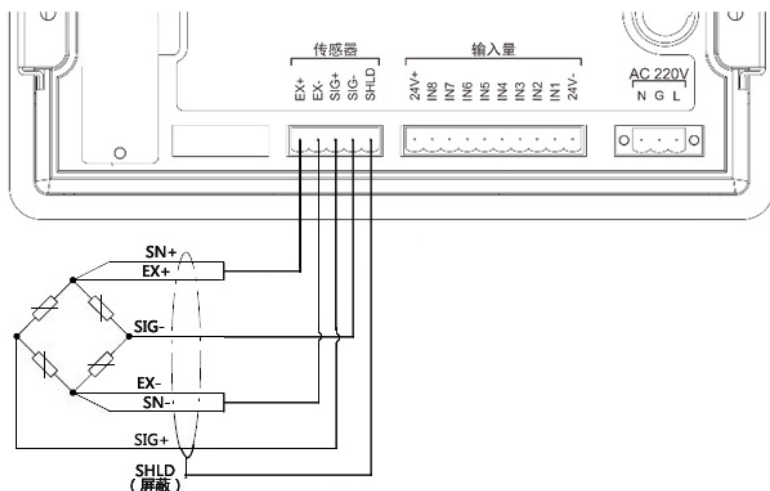 传感器
输入量
EX+
EX-
SIG+
SIG-
SHLD
24V+
IN8
IN7
IN6
IN5
IN4
IN3
IN2
IN1
24V-
AC 220V
N G L
SN+
EX+
SIG-
EX-
SN-
SIG+
SHLD
(屏蔽)